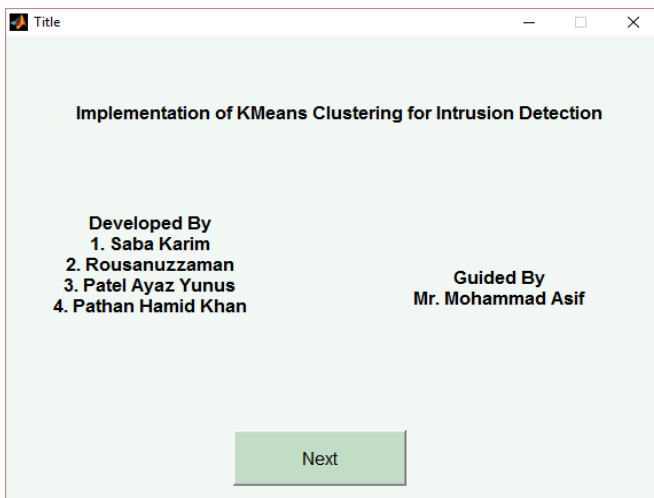 Title
Implementation of KMeans Clustering for Intrusion Detection
Developed By
1. Saba Karim
2. Rousanuzzaman
3. Patel Ayaz Yunus
4. Pathan Hamid Khan
Guided By
Mr. Mohammad Asif
Next